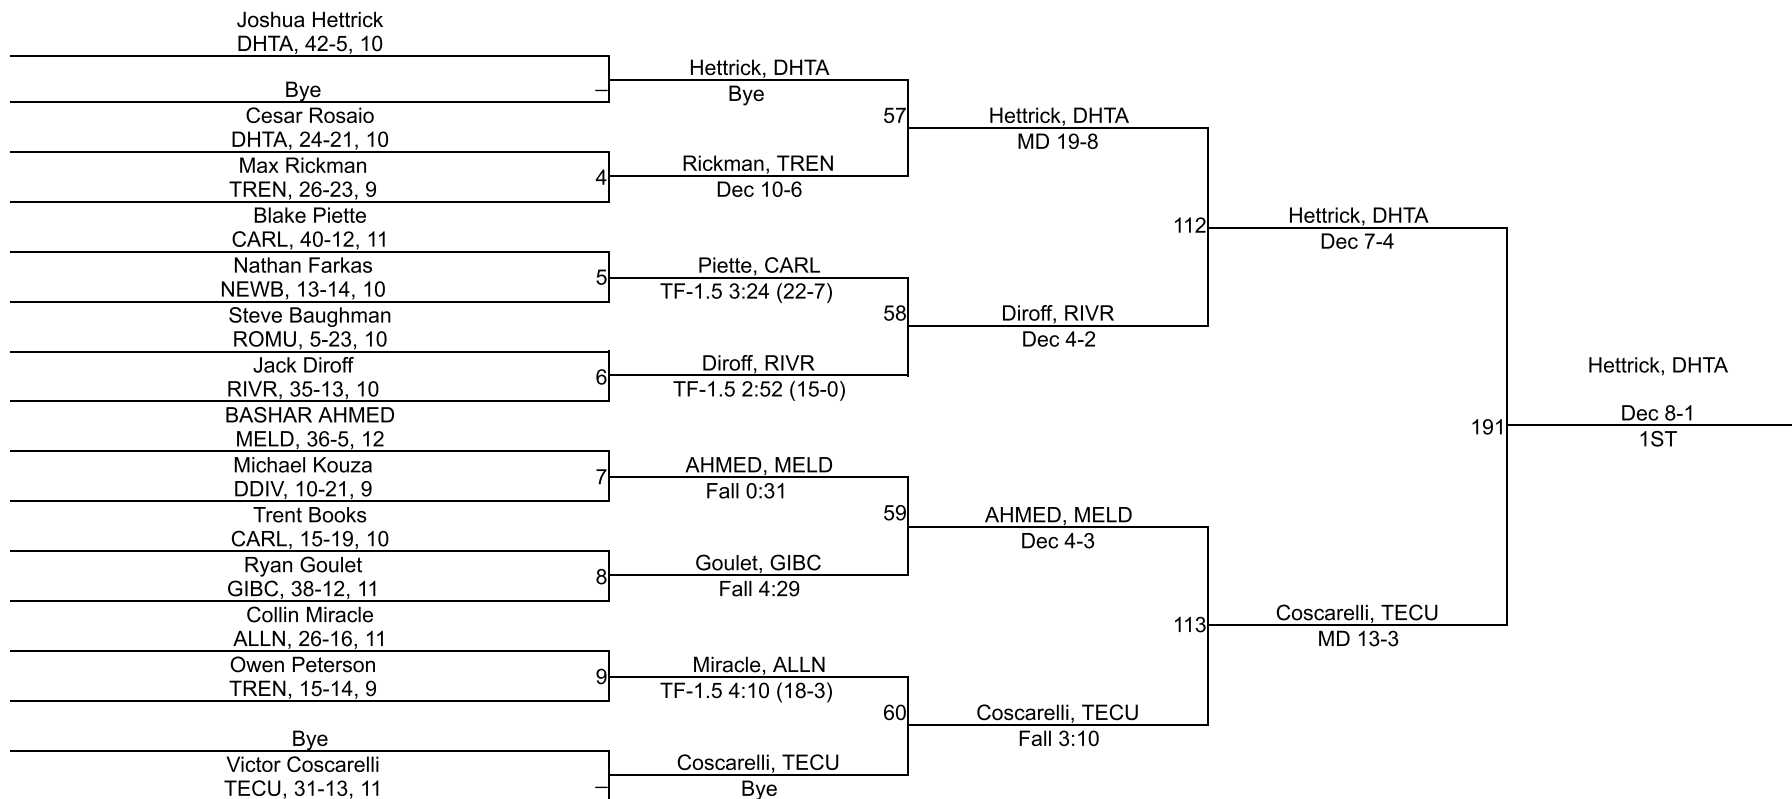 Joshua Hettrick
DHTA, 42-5, 10
Bye
Cesar Rosaio
DHTA, 24-21, 10
Max Rickman
TREN, 26-23, 9
Blake Piette
CARL, 40-12, 11
Nathan Farkas
NEWB, 13-14, 10
Steve Baughman
ROMU, 5-23, 10
Jack Diroff
RIVR, 35-13, 10
BASHAR AHMED
MELD, 36-5, 12
Michael Kouza
DDIV, 10-21, 9
Trent Books
CARL, 15-19, 10
Ryan Goulet
GIBC, 38-12, 11
Collin Miracle
ALLN, 26-16, 11
Owen Peterson
TREN, 15-14, 9
Bye
Victor Coscarelli
TECU, 31-13, 11
–
4
5
6
7
8
9
–
Hettrick, DHTA
Bye
Rickman, TREN
Dec 10-6
Piette, CARL
TF-1.5 3:24 (22-7)
Diroff, RIVR
TF-1.5 2:52 (15-0)
AHMED, MELD
Fall 0:31
Goulet, GIBC
Fall 4:29
Miracle, ALLN
TF-1.5 4:10 (18-3)
Coscarelli, TECU
Bye
57
58
59
60
Hettrick, DHTA
MD 19-8
Diroff, RIVR
Dec 4-2
AHMED, MELD
Dec 4-3
Coscarelli, TECU
Fall 3:10
112
113
Hettrick, DHTA
Dec 7-4
Coscarelli, TECU
MD 13-3
191
Hettrick, DHTA
Dec 8-1
1ST